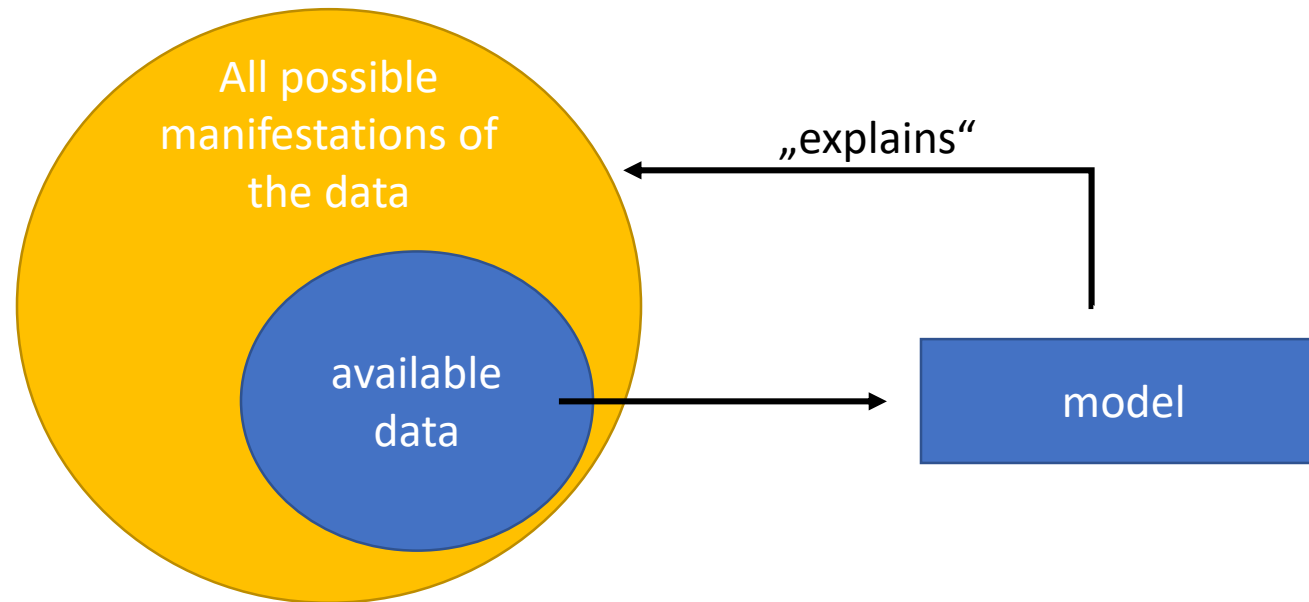 All possible
manifestations of
the data
„explains“
available
data
model